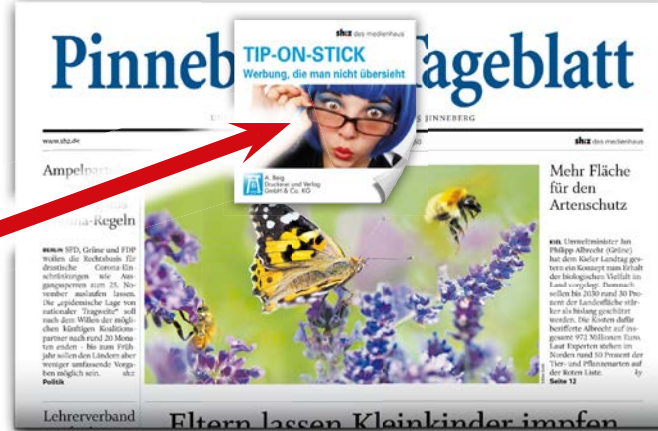 Pinneb ageblatt
sh:z das medienhaus
TIP-ON-STICK
Werbung, die man nicht übersieht
A. Beig
Druckerei und Verlag
GmbH & Co. KG
www.shz.de
sh:z das medienhaus
Ampelpar
-Regeln
BERLIN SPD, Grüne und FDP
wollen die Rechtsbasis für
drastische Corona-Ein-
schränkungen wie Aus-
gangssperren zum 25. No-
vember auslaufen lassen.
Die „epidemische Lage von
nationaler Tragweite“ soll
nach dem Willen der mögli-
chen künftigen Koalitions-
partner nach rund 20 Mona-
ten enden – bis zum Früh-
jahr sollen den Ländern aber
weniger umfassende Vorga-
ben möglich sein. shz
Politik
Mehr Fläche
für den
Artenschutz
KIEL Umweltminister Jan
Philipp Albrecht (Grüne)
hat dem Kieler Landtag ges-
tern ein Konzept zum Erhalt
der biologischen Vielfalt im
Land vorgelegt. Demnach
sollen bis 2030 rund 30 Pro-
zent der Landesfläche stär-
ker als bislang geschützt
werden. Die Kosten dafür
bezifferte Albrecht auf ins-
gesamt 972 Millionen Euro.
Laut Experten stehen im
Norden rund 50 Prozent der
Tier- und Pflanzenarten auf
der Roten Liste. ky
Seite 12
Lehrerverband
Eltern lassen Kleinkinder impfen